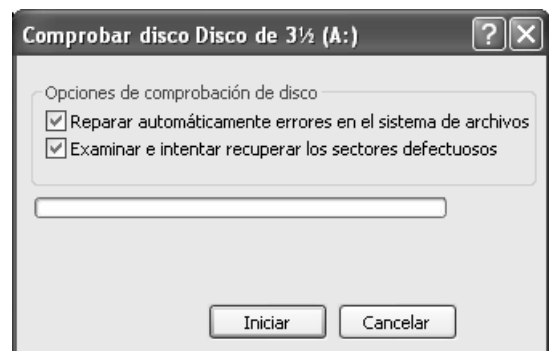 Comprobar disco Disco de 3½ (A:)
Opciones de comprobación de disco
Reparar automáticamente errores en el sistema de archivos
Examinar e intentar recuperar los sectores defectuosos
Iniciar
Cancelar